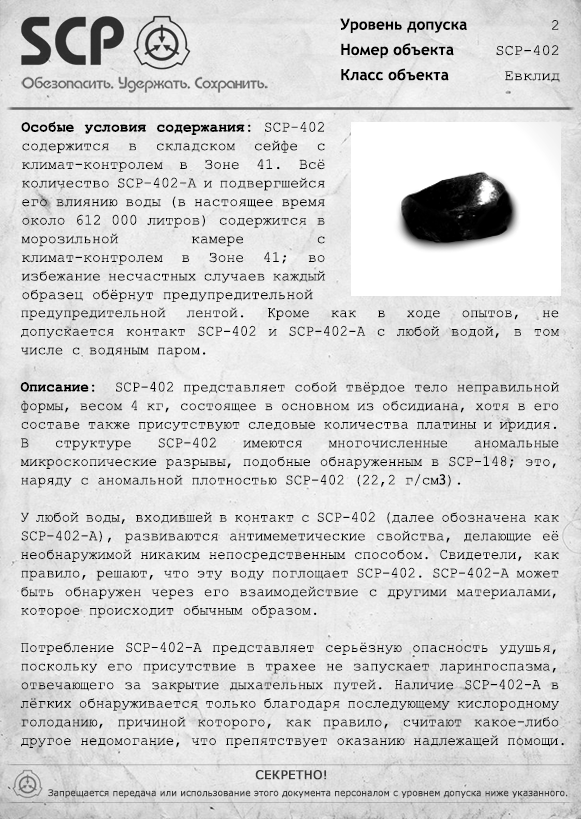 SCP
Обезопасить. Удержать. Сохранить.
Уровень допуска 2
Номер объекта SCP-402
Класс объекта Евклид
Особые условия содержания: SCP-402
содержится в складском сейфе с
климат-контролем в Зоне 41. Всё
количество SCP-402-A и подвергшейся
его влиянию воды (в настоящее время
около 612 000 литров) содержится в
морозильной камере с
климат-контролем в Зоне 41; во
избежание несчастных случаев каждый
образец обёрнут предупредительной
предупредительной лентой. Кроме как в ходе опытов, не
допускается контакт SCP-402 и SCP-402-A с любой водой, в том
числе с водяным паром.
Описание: SCP-402 представляет собой твёрдое тело неправильной
формы, весом 4 кг, состоящее в основном из обсидиана, хотя в его
составе также присутствуют следовые количества платины и иридия.
В структуре SCP-402 имеются многочисленные аномальные
микроскопические разрывы, подобные обнаруженным в SCP-148; это,
наряду с аномальной плотностью SCP-402 (22,2 г/см3).
У любой воды, входившей в контакт с SCP-402 (далее обозначена как
SCP-402-A), развиваются антимеметические свойства, делающие её
необнаружимой никаким непосредственным способом. Свидетели, как
правило, решают, что эту воду поглощает SCP-402. SCP-402-A может
быть обнаружен через его взаимодействие с другими материалами,
которое происходит обычным образом.
Потребление SCP-402-A представляет серьёзную опасность удушья,
поскольку его присутствие в трахее не запускает ларингоспазма,
отвечающего за закрытие дыхательных путей. Наличие SCP-402-A в
лёгких обнаруживается только благодаря последующему кислородному
голоданию, причиной которого, как правило, считают какое-либо
другое недомогание, что препятствует оказанию надлежащей помощи.
СЕКРЕТНО!
Запрещается передача или использование этого документа персоналом с уровнем допуска ниже указанного.